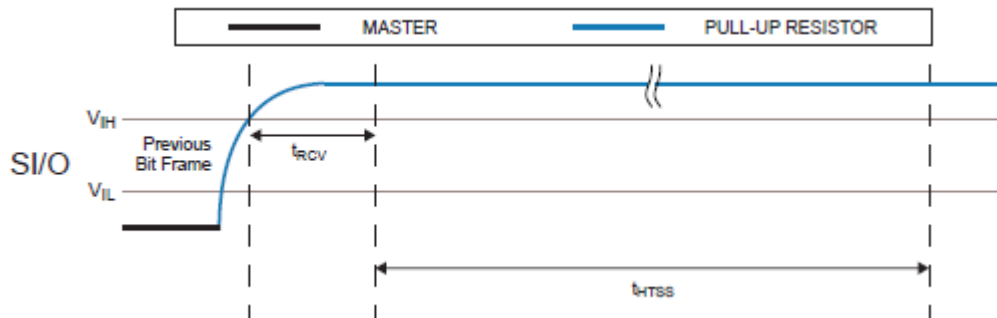 MASTER PULL-UP RESISTOR
VIH
Previous
Bit Frame
tRCV
SI/O
VIL
tHTSS